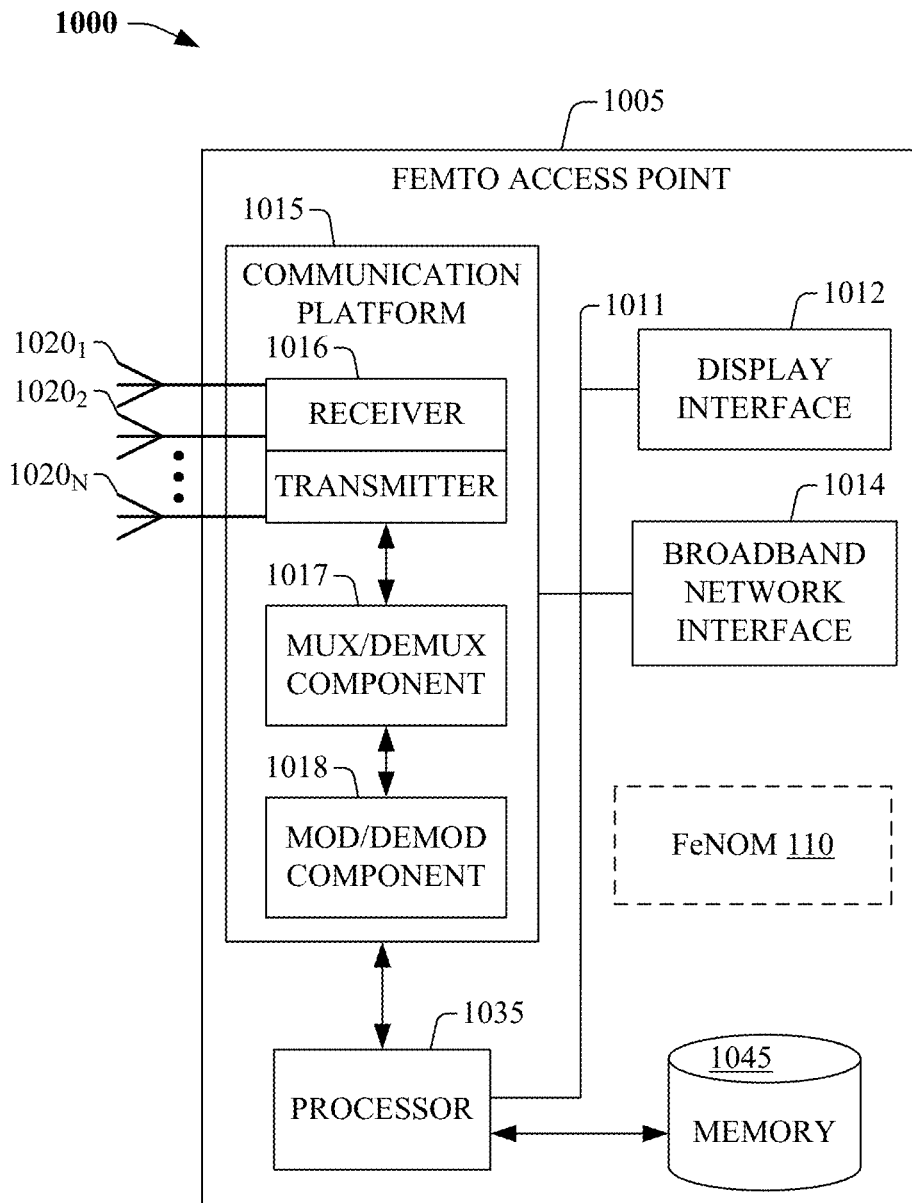 1000
1005
FEMTO ACCESS POINT
1015
COMMUNICATION
PLATFORM
1011
1012
DISPLAY
INTERFACE
1020₁
1016
RECEIVER
1020₂
TRANSMITTER
1020N
1014
BROADBAND
NETWORK
INTERFACE
1017
MUX/DEMUX
COMPONENT
1018
MOD/DEMOD
COMPONENT
FeNOM 110
1035
PROCESSOR
1045
MEMORY